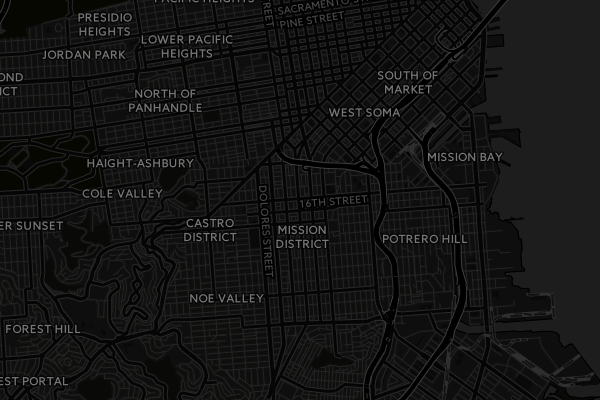 PACIFIC HEIGHTS
SACRAMENTO ST
PINE STREET
PRESIDIO
HEIGHTS
LOWER PACIFIC
HEIGHTS
JORDAN PARK
OND
ICT
SOUTH OF
MARKET
NORTH OF
PANHANDLE
WEST SOMA
HAIGHT-ASHBURY
MISSION BAY
COLE VALLEY
16TH STREET
DOLORES STREET
ER SUNSET
CASTRO
DISTRICT
MISSION
DISTRICT
POTRERO HILL
NOE VALLEY
FOREST HILL
EST PORTAL